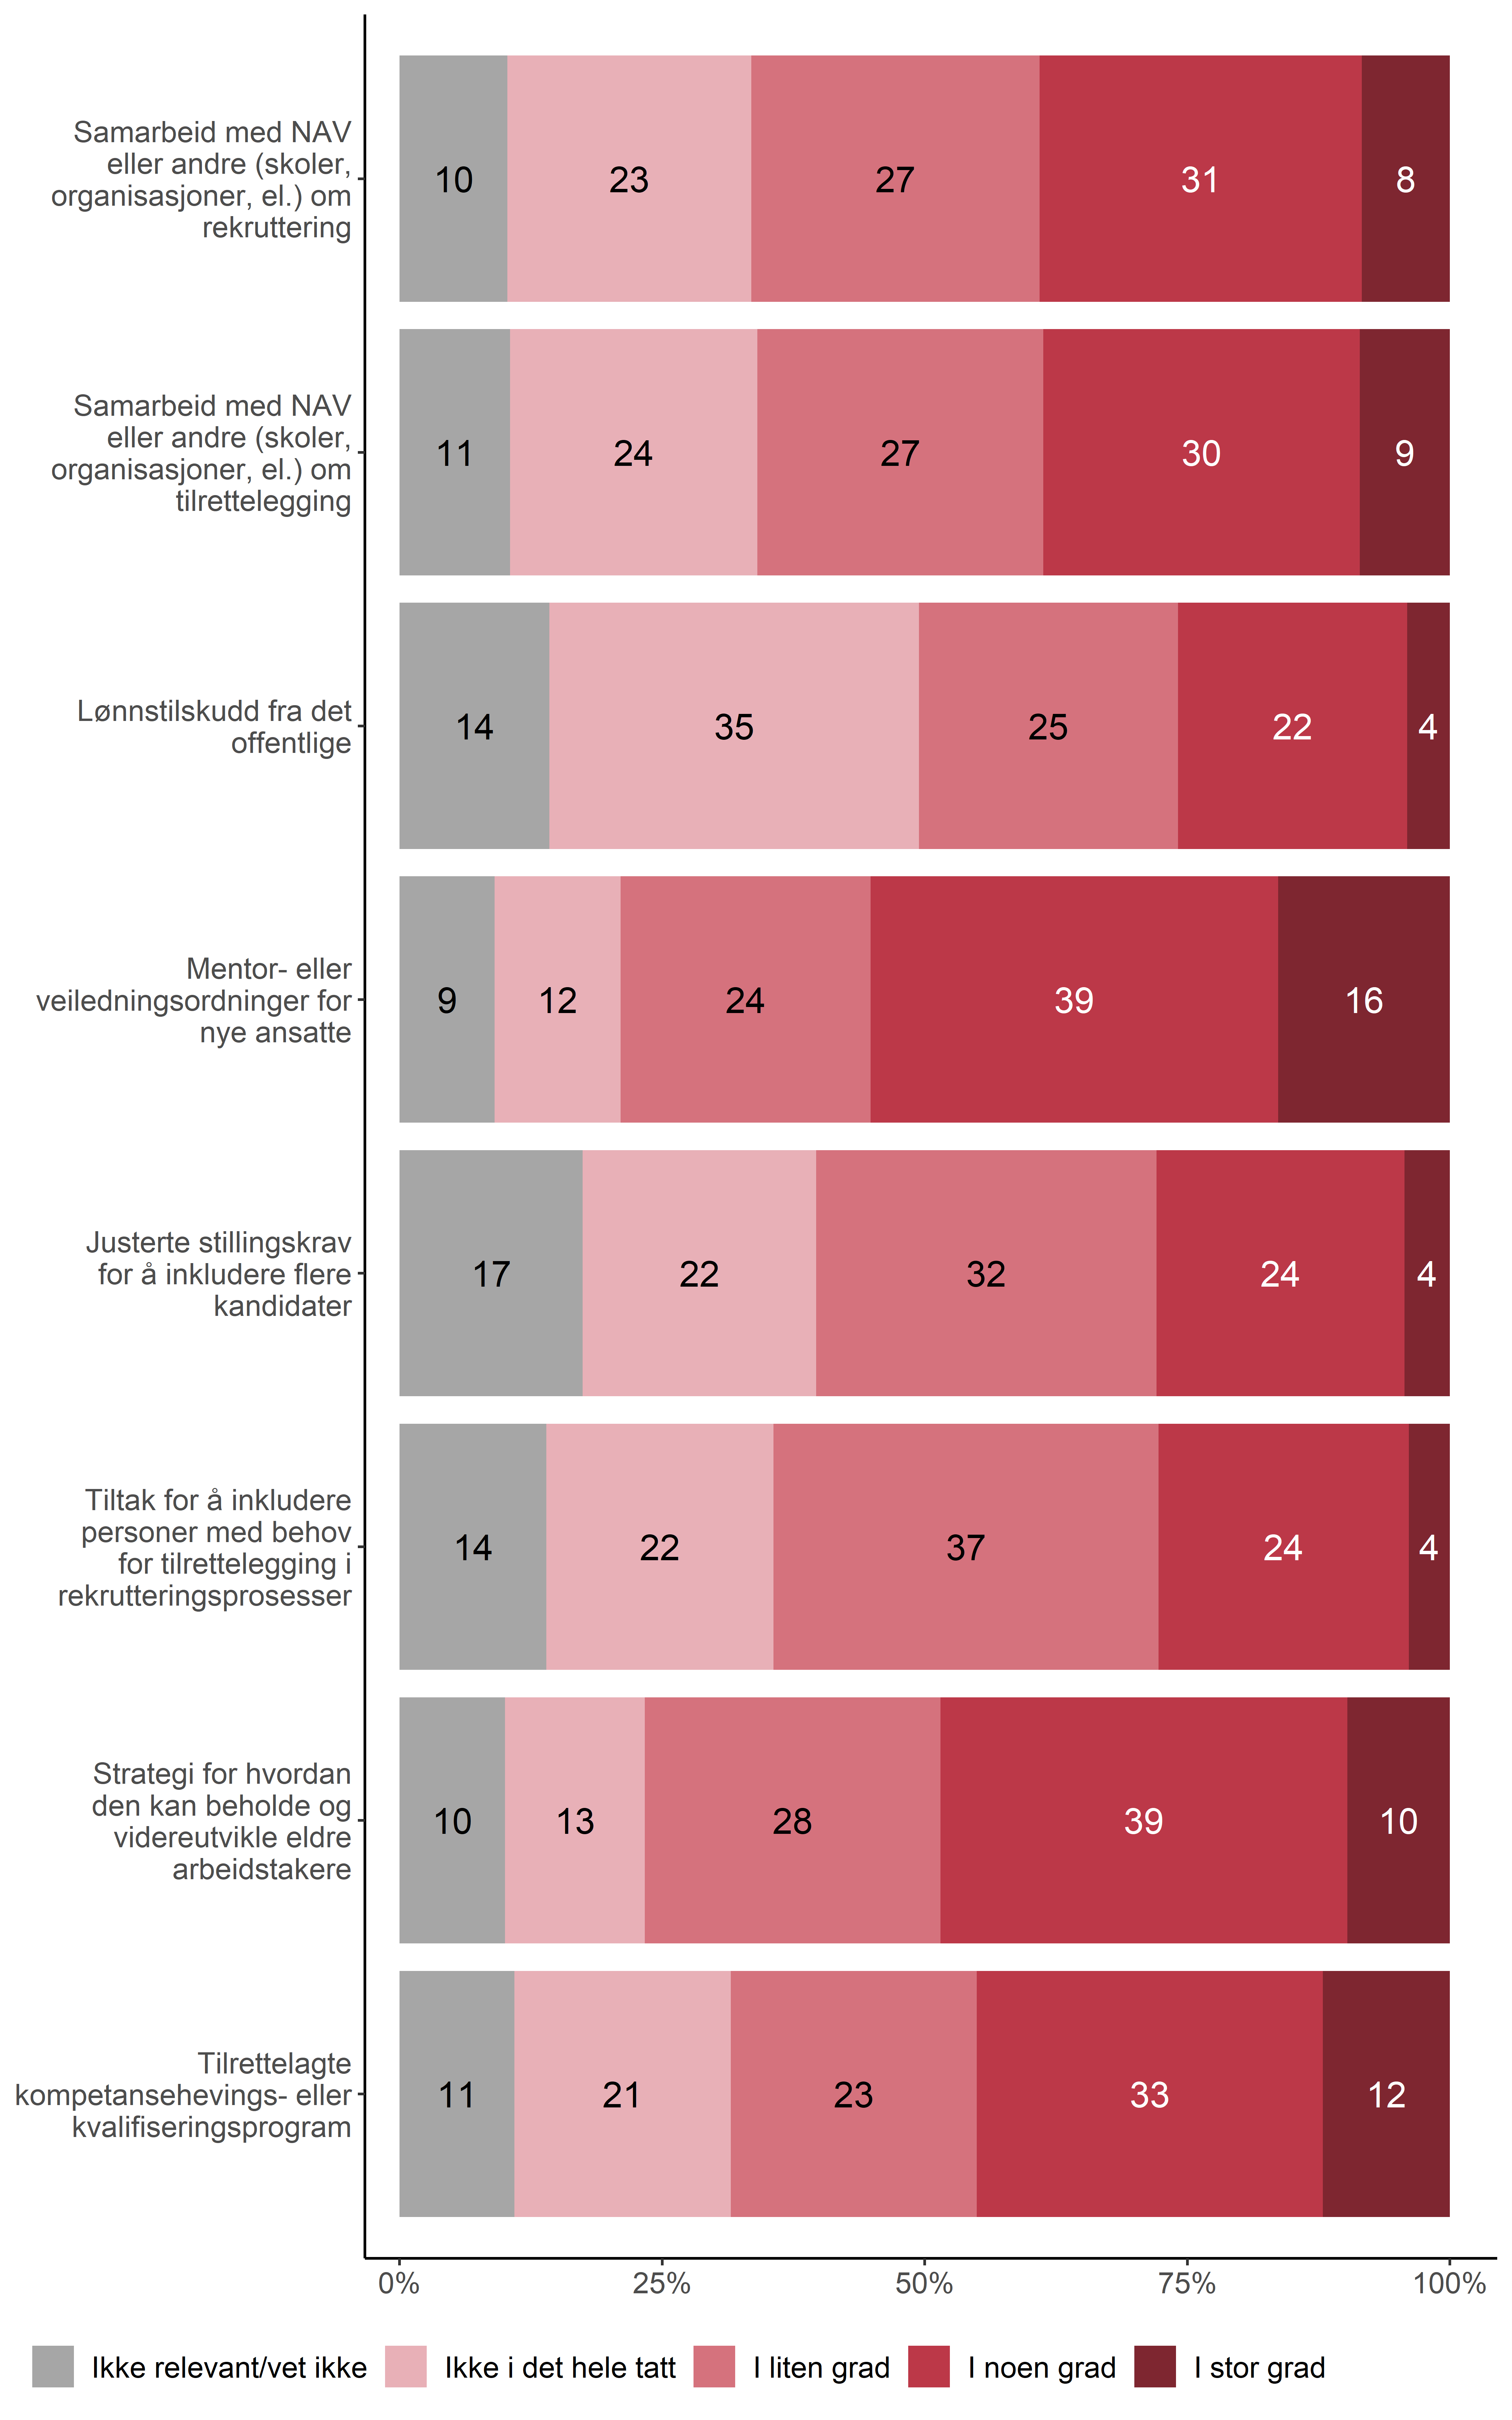 Samarbeid med NAV
eller andre (skoler,
organisasjoner, el.) om
rekruttering
10 23 27 31 8
Samarbeid med NAV
eller andre (skoler,
organisasjoner, el.) om
tilrettelegging
11 24 27 30 9
Lønnstilskudd fra det
offentlige
14 35 25 22 4
Mentor- eller
veiledningsordninger for
nye ansatte
9 12 24 39 16
Justerte stillingskrav
for å inkludere flere
kandidater
17 22 32 24 4
Tiltak for å inkludere
personer med behov
for tilrettelegging i
rekrutteringsprosesser
14 22 37 24 4
Strategi for hvordan
den kan beholde og
videreutvikle eldre
arbeidstakere
10 13 28 39 10
Tilrettelagte
kompetansehevings- eller
kvalifiseringsprogram
11 21 23 33 12
0% 25% 50% 75% 100%
Ikke relevant/vet ikke Ikke i det hele tatt I liten grad I noen grad I stor grad